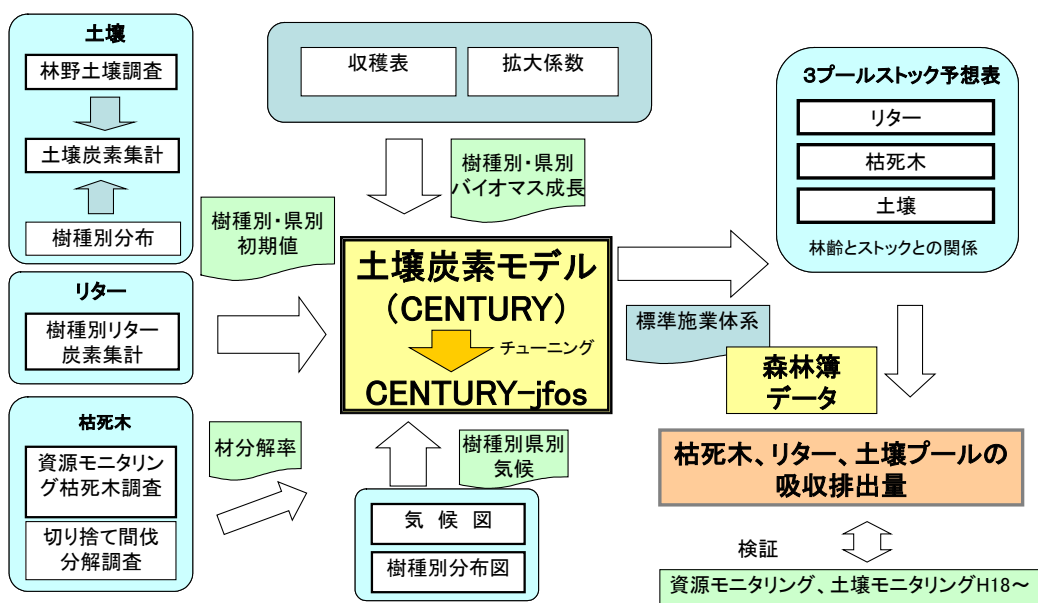 土壌
林野土壌調査
土壌炭素集計
樹種別分布
リター
樹種別リター
炭素集計
枯死木
資源モニタリン
グ枯死木調査
切り捨て間伐
分解調査
収穫表
拡大係数
樹種別・県別
バイオマス成長
樹種別・県別
初期値
材分解率
土壌炭素モデル
(CENTURY)
チューニング
CENTURY-jfos
樹種別県別
気候
気 候 図
樹種別分布図
3プールストック予想表
リター
枯死木
土壌
林齢とストックとの関係
標準施業体系
森林簿
データ
枯死木、リター、土壌プールの
吸収排出量
検証
資源モニタリング、土壌モニタリングH18~